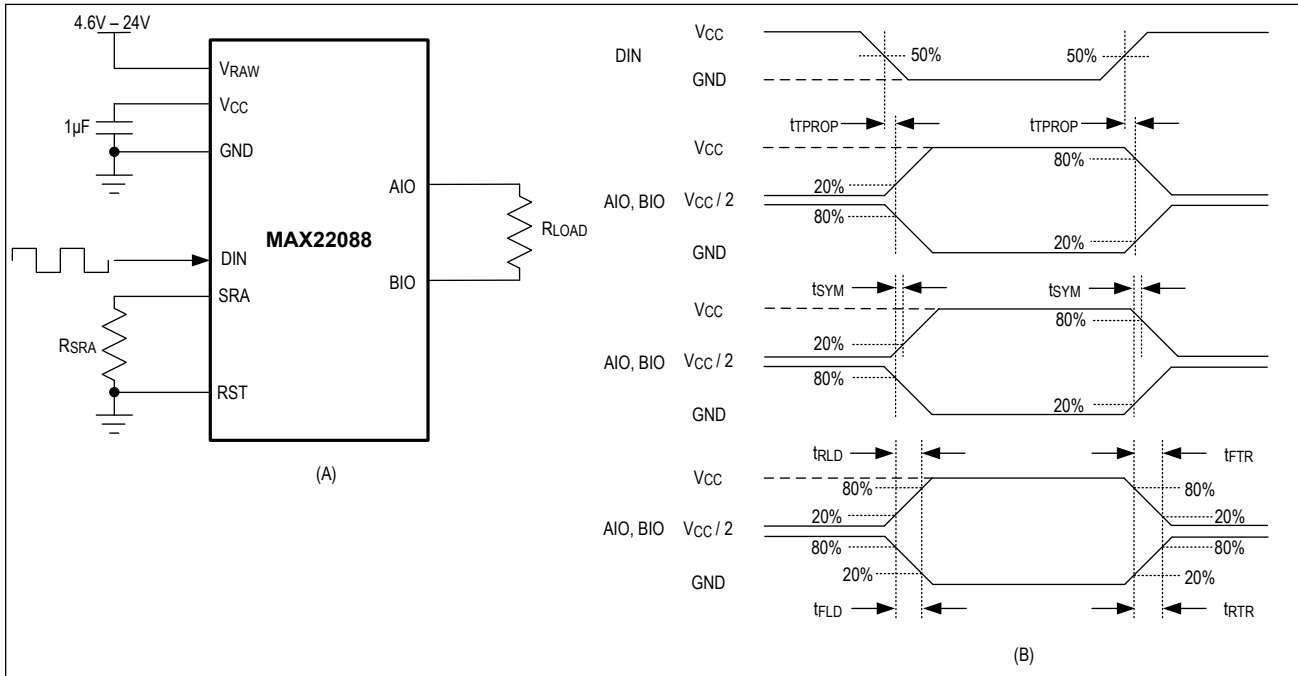 4.6V – 24V
VRAW
VCC
1µF
GND
AIO
RLOAD
MAX22088
DIN
BIO
SRA
RSRA
RST
(A)
VCC
DIN
50%
50%
GND
tTPROP
tTPROP
VCC
80%
20%
AIO, BIO
VCC / 2
80%
20%
GND
tSYM
tSYM
VCC
80%
20%
AIO, BIO
VCC / 2
80%
20%
GND
tRLD
tFTR
VCC
80%
80%
20%
20%
AIO, BIO
VCC / 2
80%
80%
20%
20%
GND
tFLD
tRTR
(B)